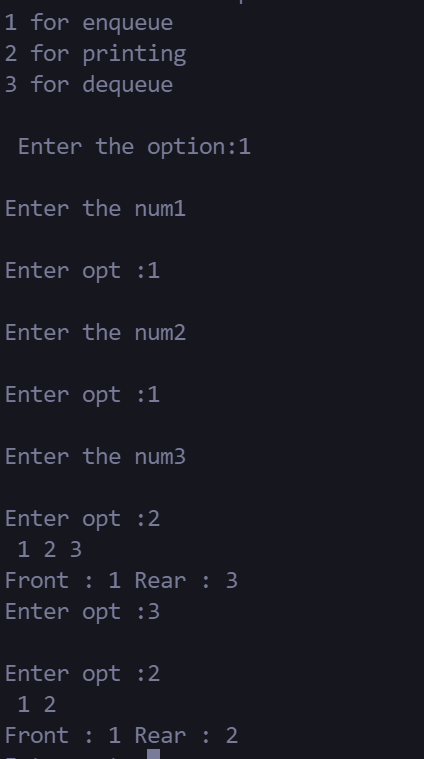 1 for enqueue
2 for printing
3 for dequeue
Enter the option:1
Enter the num1
Enter opt :1
Enter the num2
Enter opt :1
Enter the num3
Enter opt :2
1 2 3
Front : 1 Rear : 3
Enter opt :3
Enter opt :2
1 2
Front : 1 Rear : 2